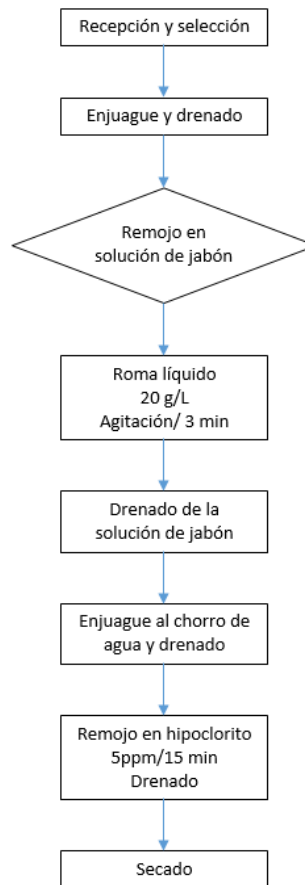 Recepción y selección
Enjuague y drenado
Remojo en
solución de jabón
Roma líquido
20 g/L
Agitación/ 3 min
Drenado de la
solución de jabón
Enjuague al chorro de
agua y drenado
Remojo en hipoclorito
5ppm/15 min
Drenado
Secado